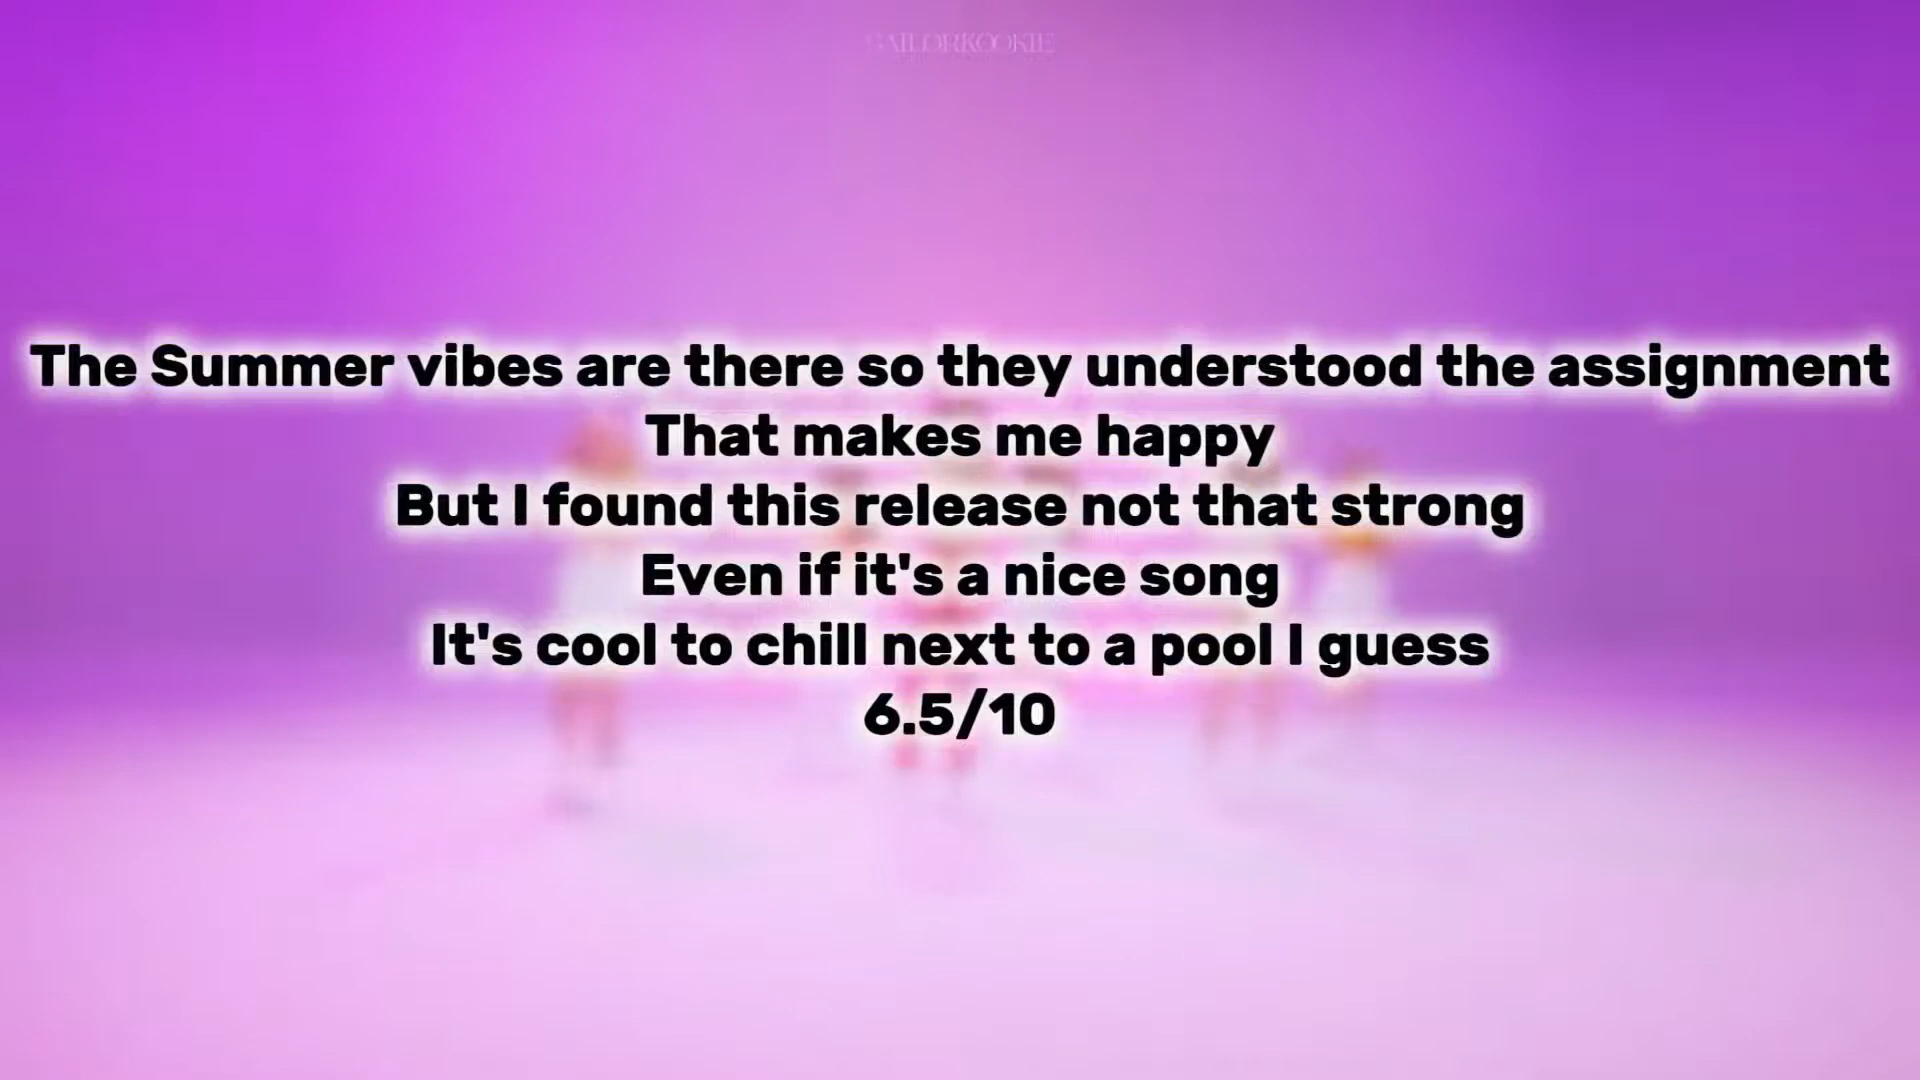 SAILORKOOKIE
The Summer vibes are there so they understood the assignment
That makes me happy
But I found this release not that strong
Even if it's a nice song
It's cool to chill next to a pool I guess
6.5/10